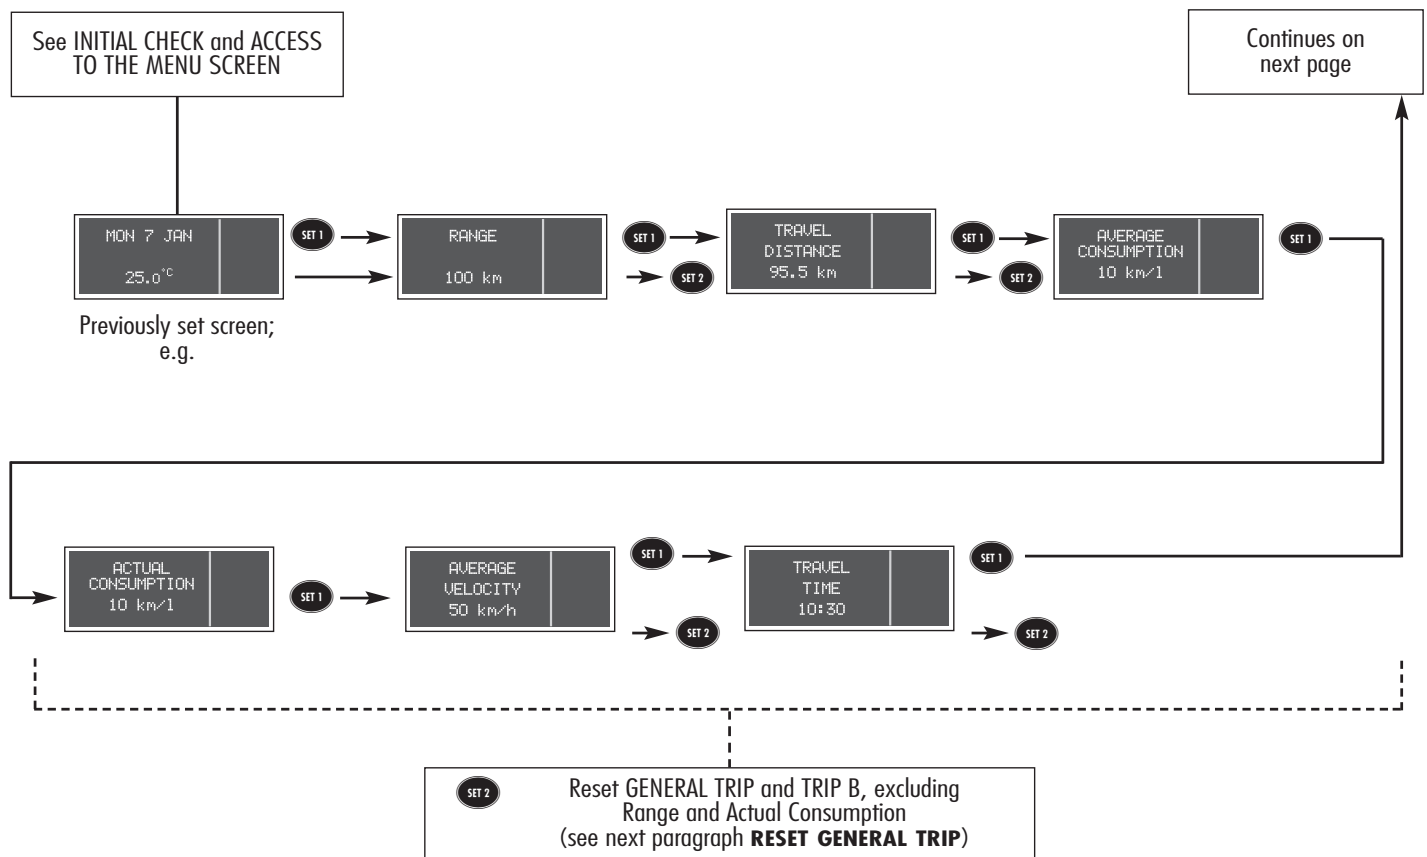 See INITIAL CHECK and ACCESS
TO THE MENU SCREEN
Continues on
next page
MON 7 JAN
25.0°C
SET 1
RANGE
100 km
SET 1
SET 2
TRAVEL
DISTANCE
95.5 km
SET 1
SET 2
AVERAGE
CONSUMPTION
10 km/l
SET 1
Previously set screen;
e.g.
ACTUAL
CONSUMPTION
10 km/l
SET 1
AVERAGE
VELOCITY
50 km/h
SET 1
SET 2
TRAVEL
TIME
10:30
SET 1
SET 2
SET 2
Reset GENERAL TRIP and TRIP B, excluding
Range and Actual Consumption
(see next paragraph RESET GENERAL TRIP)